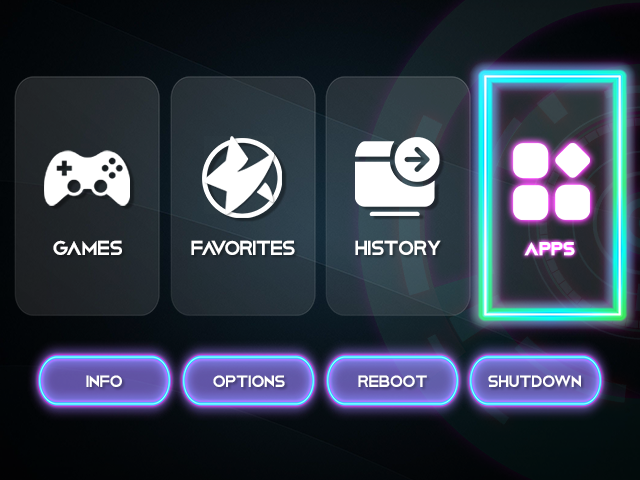 GAMES
FAVORITES
HISTORY
APPS
INFO
OPTIONS
REBOOT
SHUTDOWN